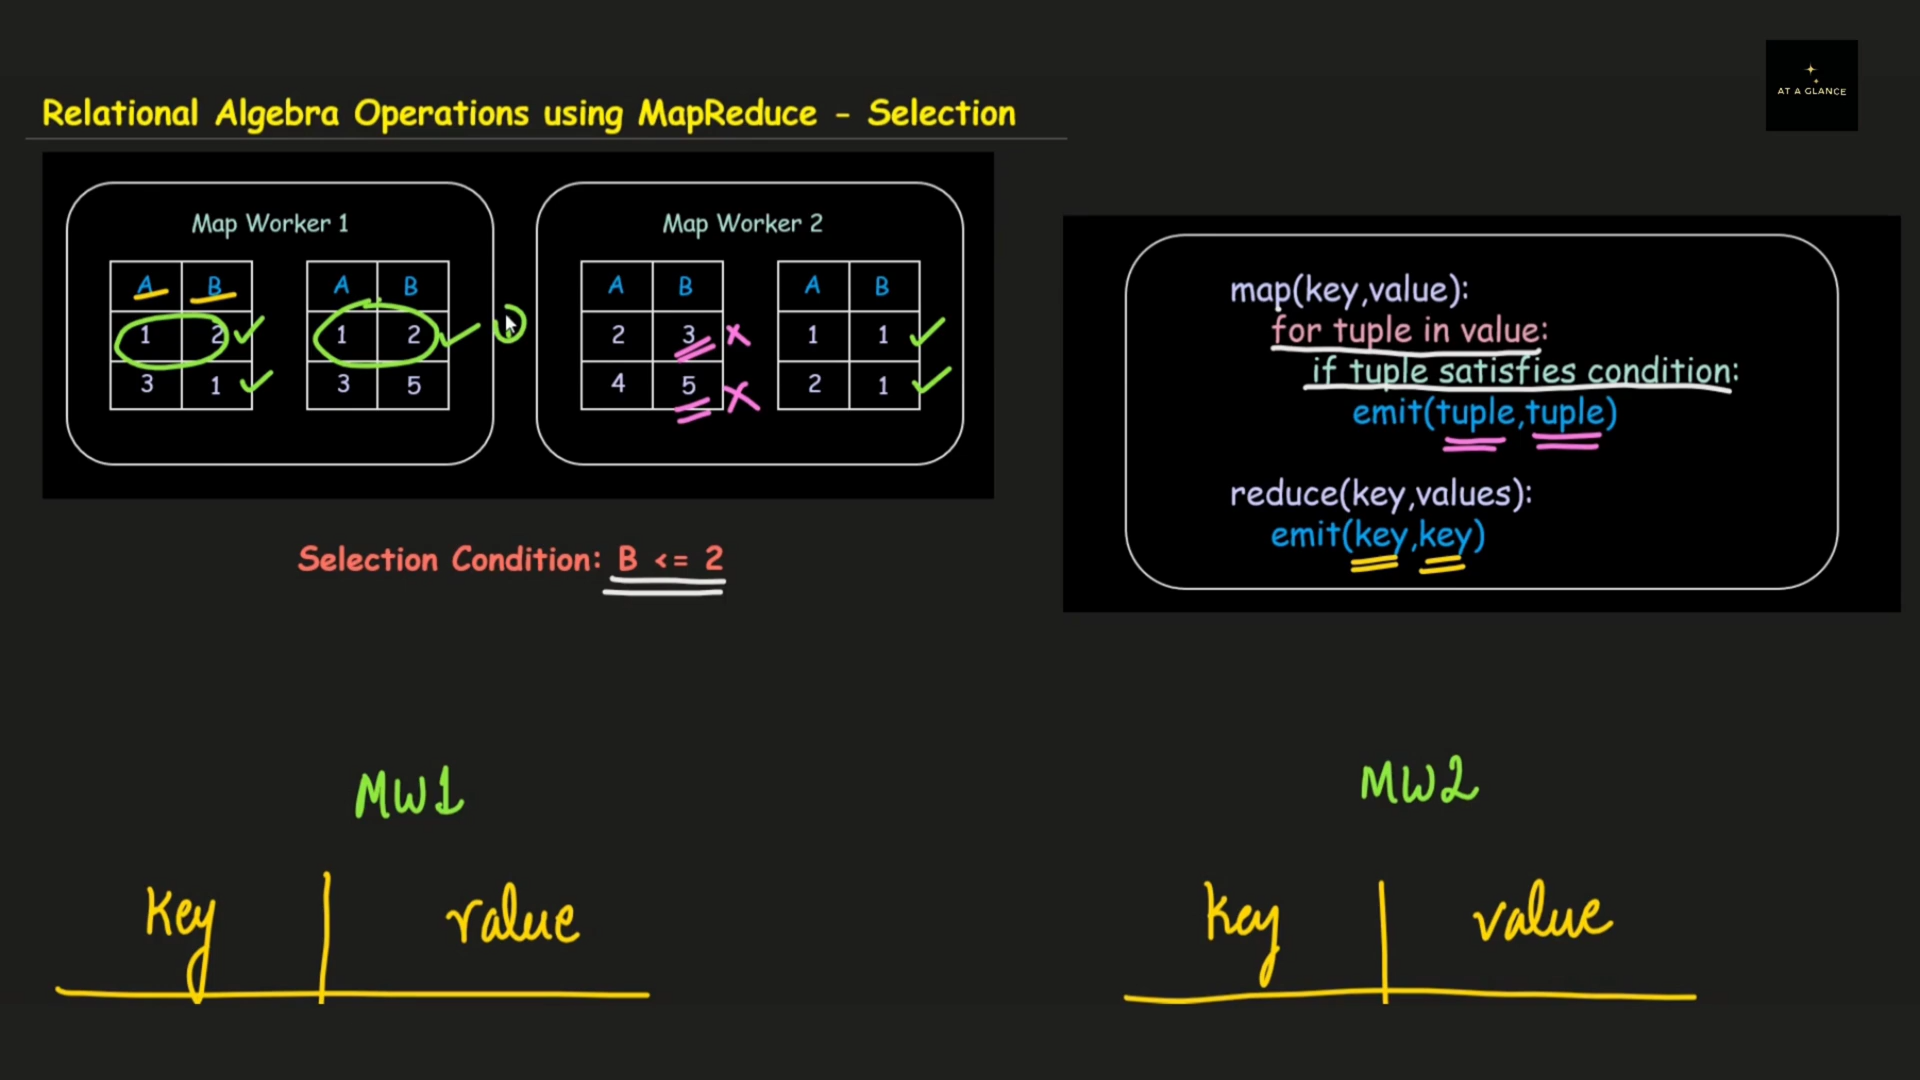 AT A GLANCE
Relational Algebra Operations using MapReduce - Selection
Map Worker 1
A B
1 2
3 1
A B
1 2
3 5
Map Worker 2
A B
2 3
4 5
A B
1 1
2 1
Selection Condition: B <= 2
map(key,value):
for tuple in value:
if tuple satisfies condition:
emit(tuple,tuple)
reduce(key,values):
emit(key,key)
MW1
Key value
MW2
Key value